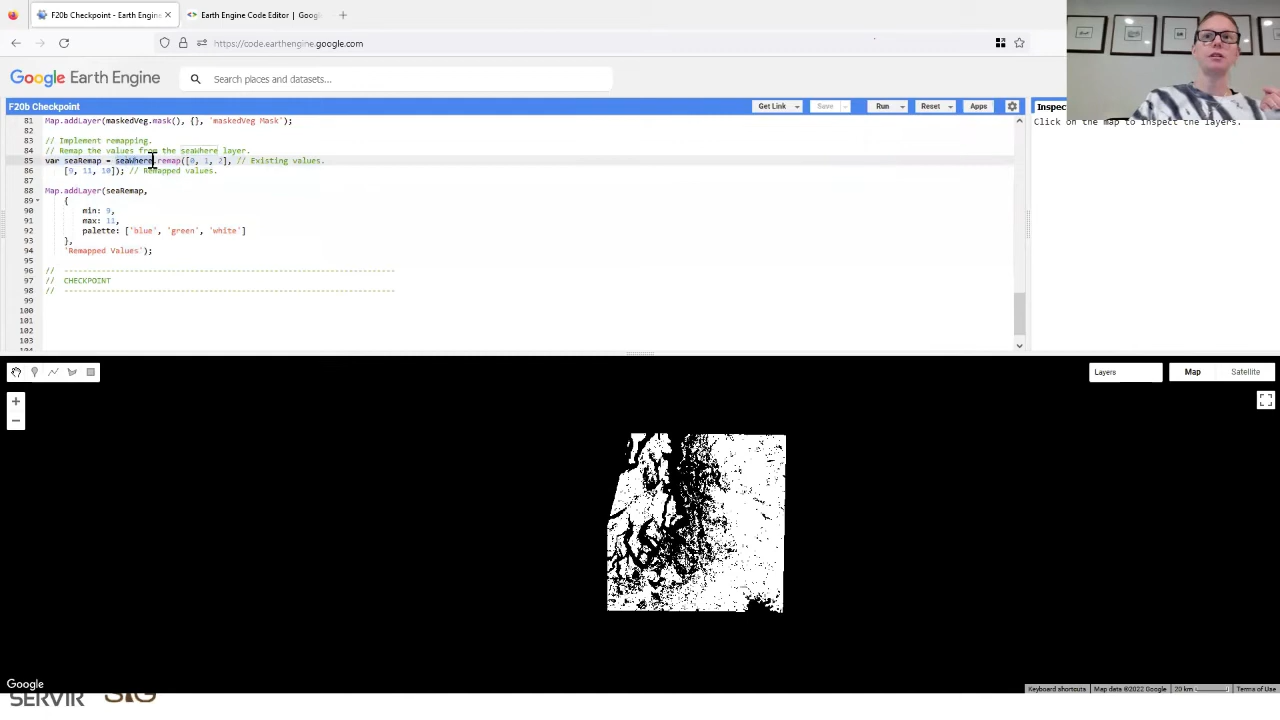 F20b Checkpoint - Earth Engine
Earth Engine Code Editor | Goog
https://code.earthengine.google.com
Google Earth Engine
Search places and datasets...
F20b Checkpoint
Get Link
Save
Run
Reset
Apps
Inspec
Click on the map to inspect the layers.
81 Map.addLayer(maskedVeg.mask(), {}, 'maskedVeg Mask');
82
83 // Implement remapping.
84 // Remap the values from the seaWhere layer.
85 var seaRemap = seaWhere.remap([0, 1, 2], // Existing values.
86 [9, 11, 10]); // Remapped values.
87
88 Map.addLayer(seaRemap,
89 {
90 min: 9,
91 max: 11,
92 palette: ['blue', 'green', 'white']
93 },
94 'Remapped Values');
95
96 // -----------------------------------------------------------------------
97 // CHECKPOINT
98 // -----------------------------------------------------------------------
99
100
101
102
103
Layers
Map
Satellite
Google
Keyboard shortcuts
Map data ©2022 Google
20 km
Terms of Use
SERVIR